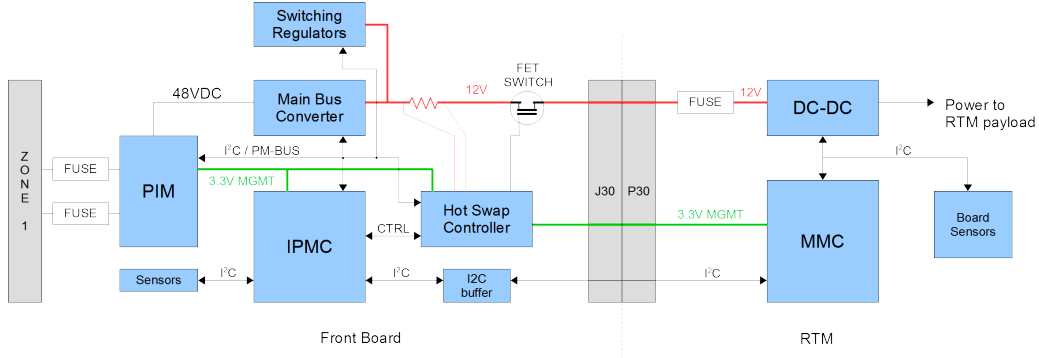 Switching
Regulators
FET
SWITCH
48VDC
Main Bus
Converter
12V
FUSE
12V
DC-DC
Power to
RTM payload
ZONE 1
FUSE
FUSE
PIM
I²C / PM-BUS
3.3V MGMT
I²C
J30
P30
IPMC
CTRL
Hot Swap
Controller
3.3V MGMT
MMC
Board
Sensors
Sensors
I²C
I²C
I2C
buffer
I²C
Front Board
RTM